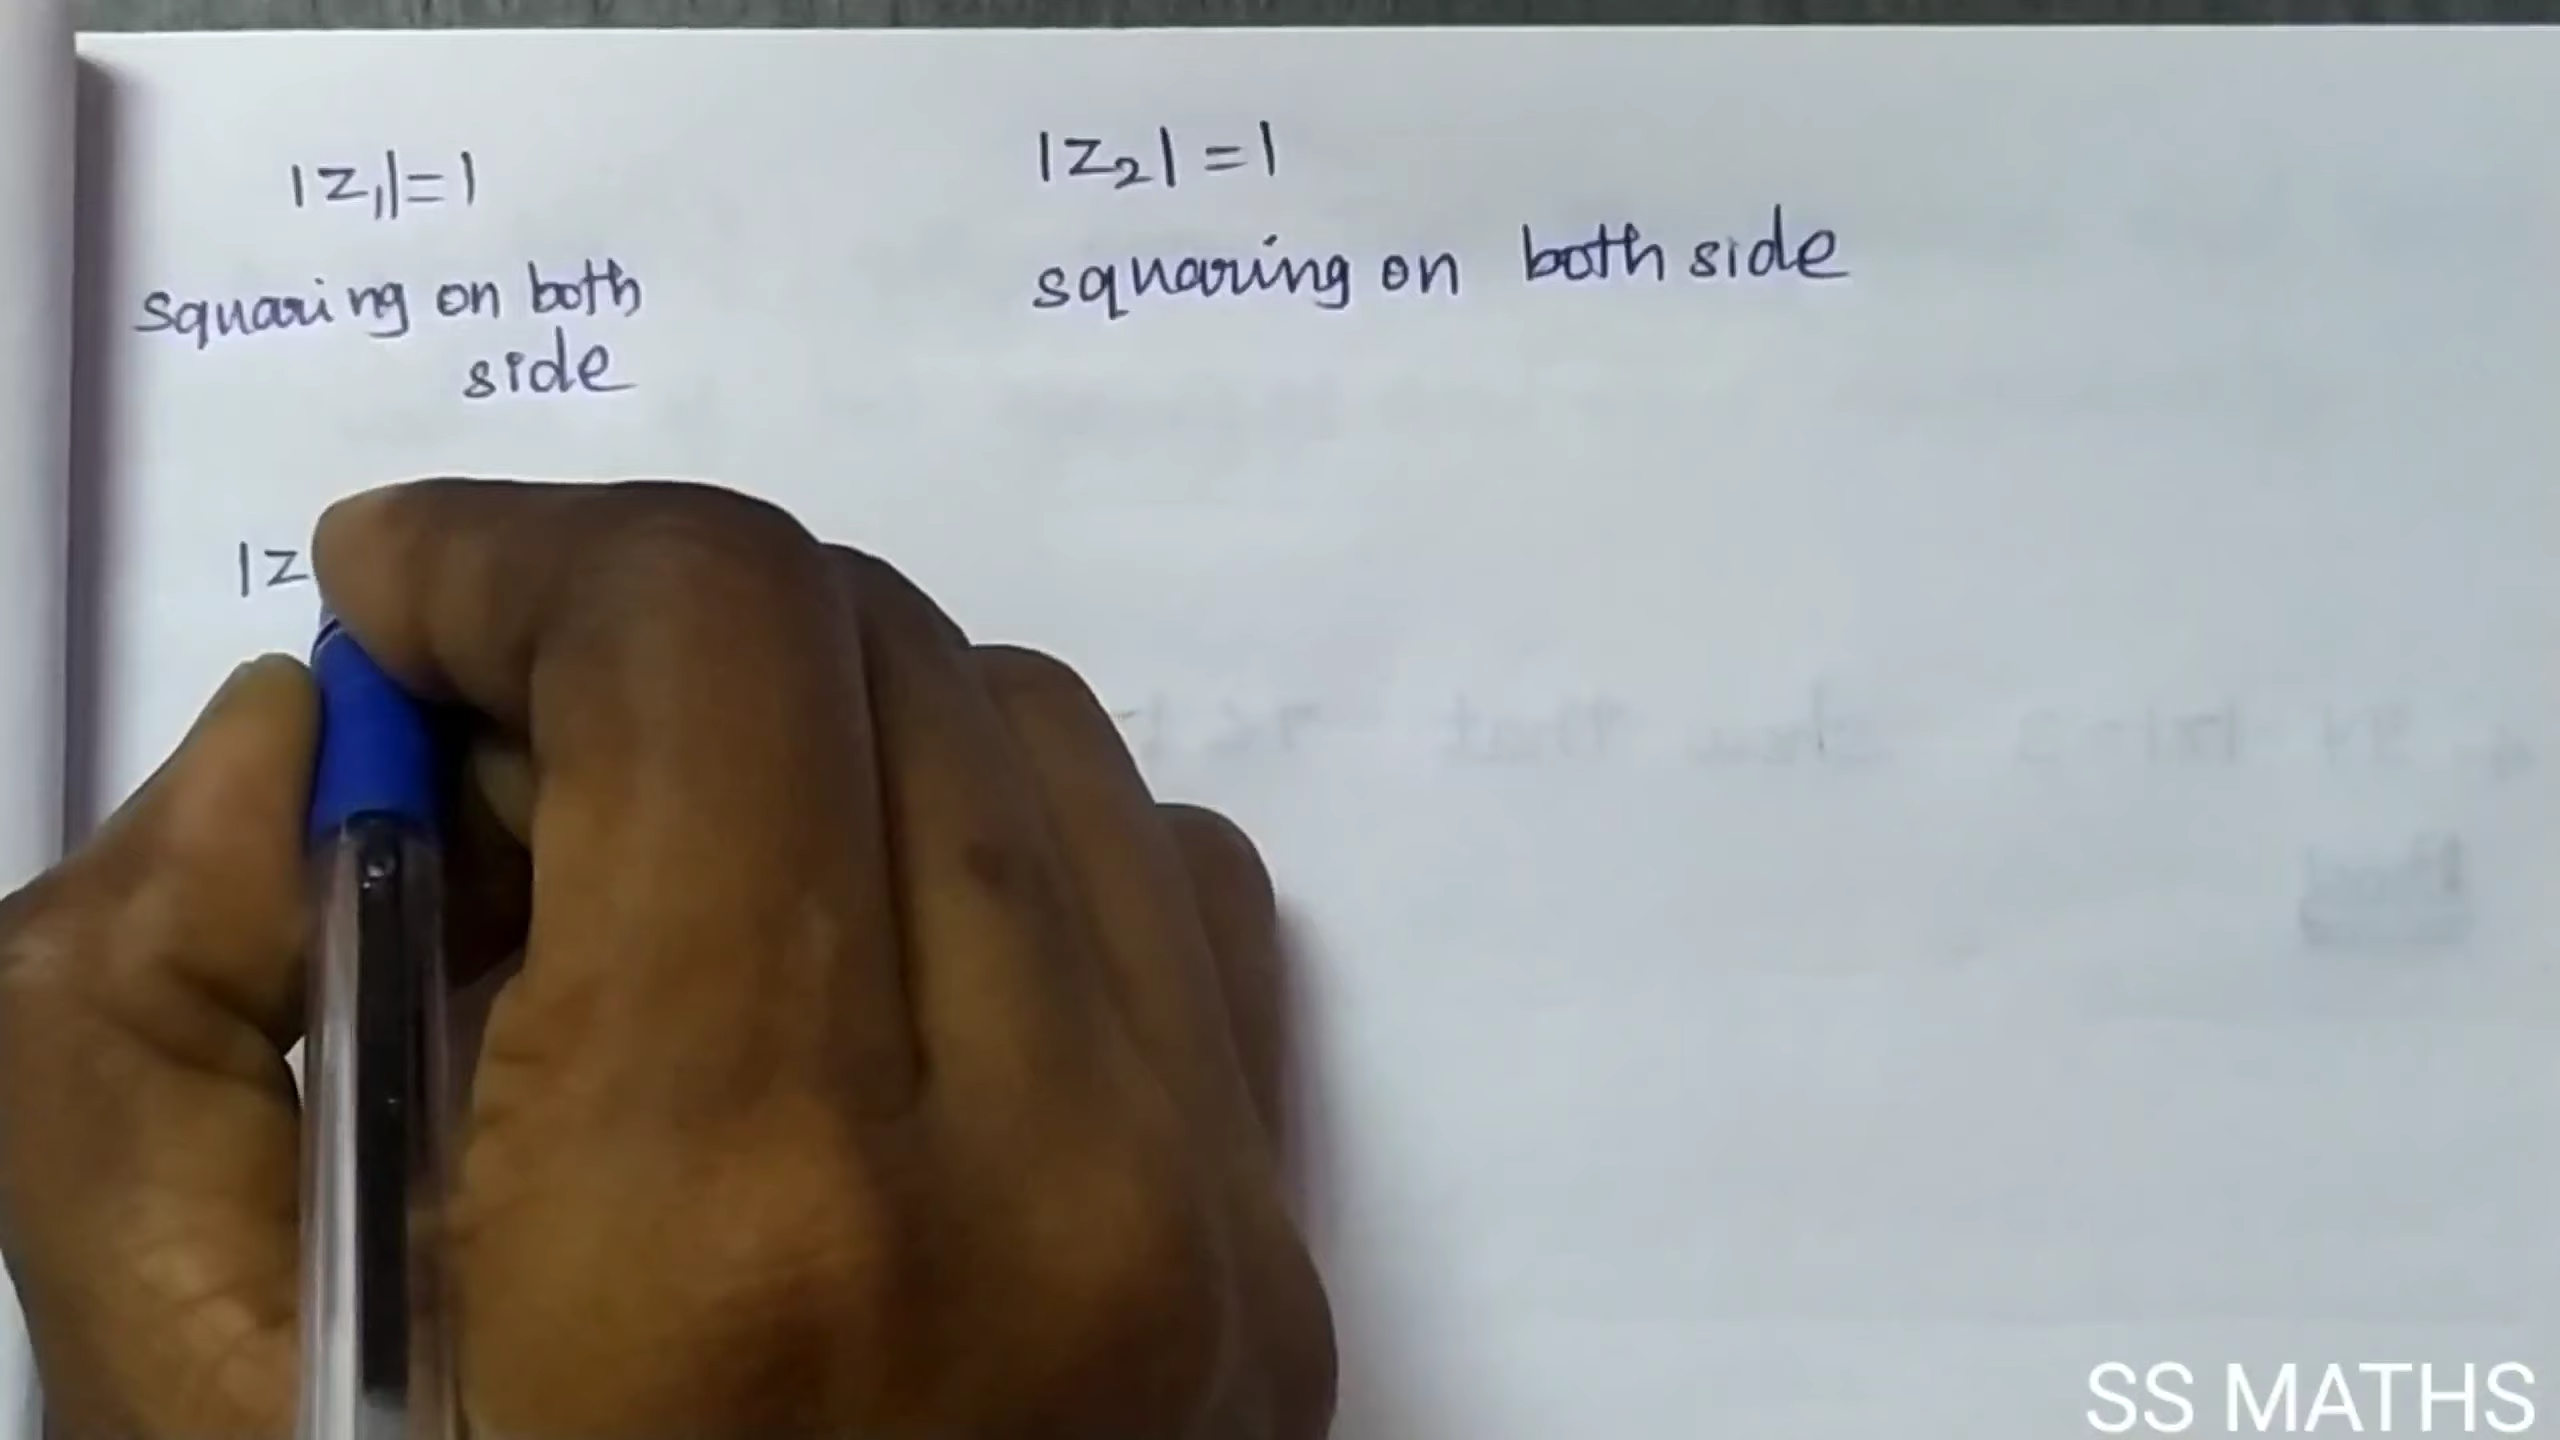 |z₁|=1
squaring on both
side
|z₂|=1
squaring on both side
|z
SS MATHS